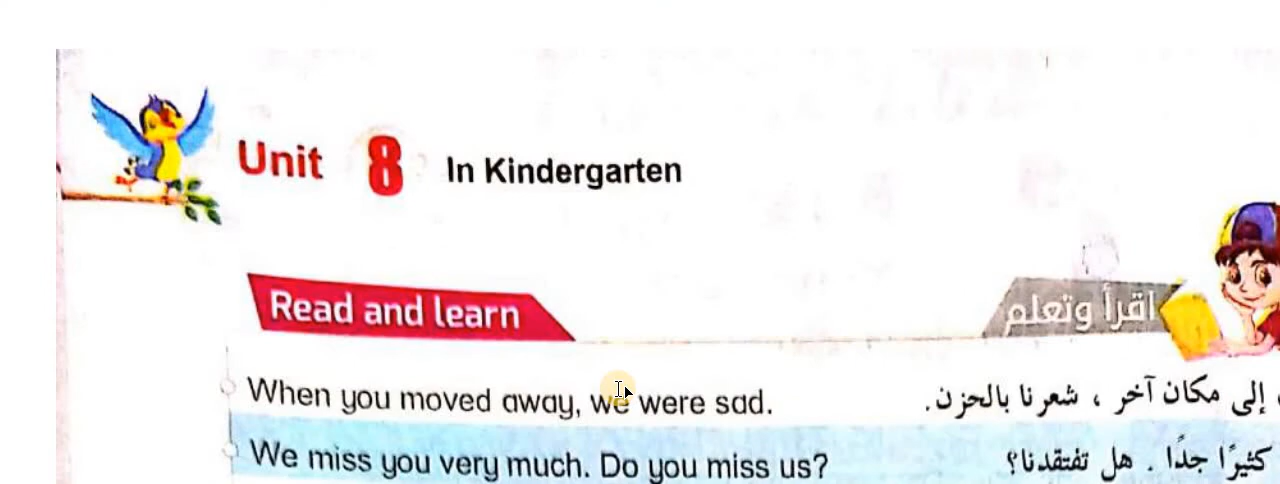 Unit 8 In Kindergarten
Read and learn
اقرأ وتعلم
When you moved away, we were sad.
إلى مكان آخر ، شعرنا بالحزن.
We miss you very much. Do you miss us?
كثيرًا جدًا . هل تفتقدنا؟